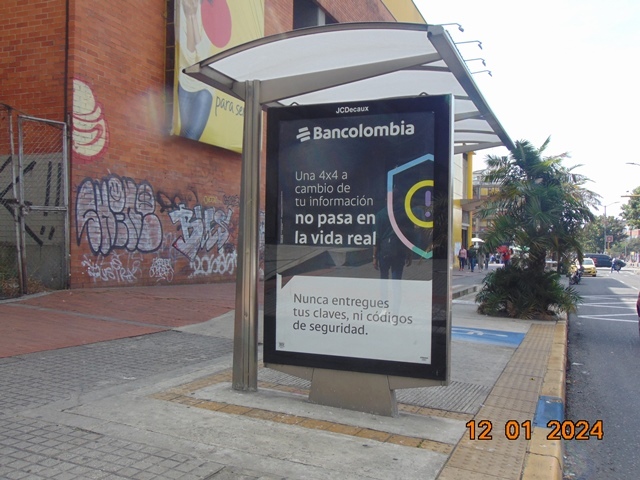 para se
JCDecaux
Bancolombia
Una 4x4 a
cambio de
tu información
no pasa en
la vida real
Nunca entregues
tus claves, ni códigos
de seguridad.
12 01 2024